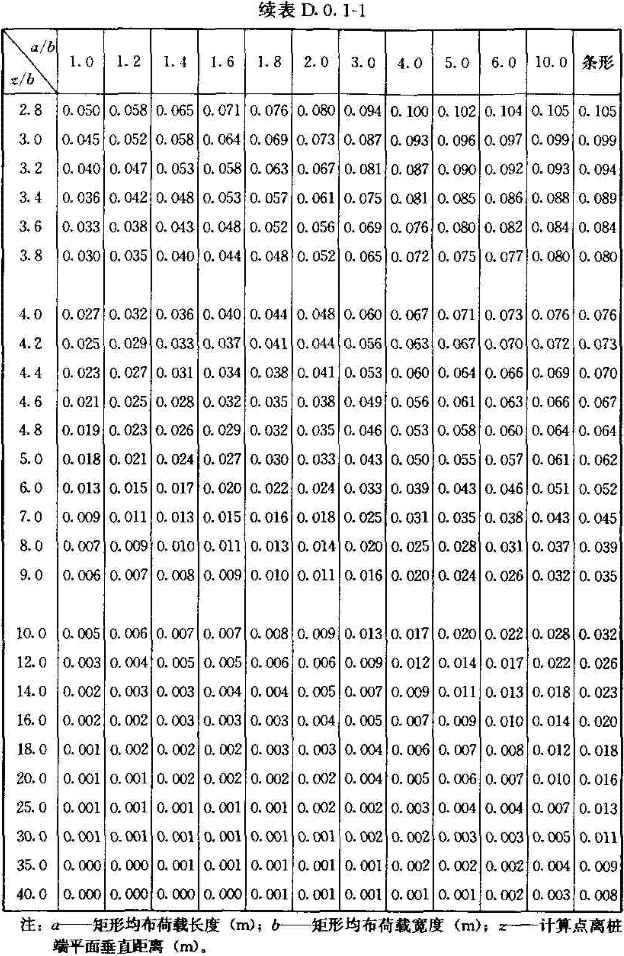 续表D.0.1-1
a/b 1.0 1.2 1.4 1.6 1.8 2.0 3.0 4.0 5.0 6.0 10.0 条形
z/b
2.8 0.050 0.058 0.065 0.071 0.076 0.080 0.094 0.100 0.102 0.104 0.105 0.105
3.0 0.045 0.052 0.058 0.064 0.069 0.073 0.087 0.093 0.096 0.097 0.099 0.099
3.2 0.040 0.047 0.053 0.058 0.063 0.067 0.081 0.087 0.090 0.092 0.093 0.094
3.4 0.036 0.042 0.048 0.053 0.057 0.061 0.075 0.081 0.085 0.086 0.088 0.089
3.6 0.033 0.038 0.043 0.048 0.052 0.056 0.069 0.076 0.080 0.082 0.084 0.084
3.8 0.030 0.035 0.040 0.044 0.048 0.052 0.065 0.072 0.075 0.077 0.080 0.080
4.0 0.027 0.032 0.036 0.040 0.044 0.048 0.060 0.067 0.071 0.073 0.076 0.076
4.2 0.025 0.029 0.033 0.037 0.041 0.044 0.056 0.063 0.067 0.070 0.072 0.073
4.4 0.023 0.027 0.031 0.034 0.038 0.041 0.053 0.060 0.064 0.066 0.069 0.070
4.6 0.021 0.025 0.028 0.032 0.035 0.038 0.049 0.056 0.061 0.063 0.066 0.067
4.8 0.019 0.023 0.026 0.029 0.032 0.035 0.046 0.053 0.058 0.060 0.064 0.064
5.0 0.018 0.021 0.024 0.027 0.030 0.033 0.043 0.050 0.055 0.057 0.061 0.062
6.0 0.013 0.015 0.017 0.020 0.022 0.024 0.033 0.039 0.043 0.046 0.051 0.052
7.0 0.009 0.011 0.013 0.015 0.016 0.018 0.025 0.031 0.035 0.038 0.043 0.045
8.0 0.007 0.009 0.010 0.011 0.013 0.014 0.020 0.025 0.028 0.031 0.037 0.039
9.0 0.006 0.007 0.008 0.009 0.010 0.011 0.016 0.020 0.024 0.026 0.032 0.035
10.0 0.005 0.006 0.007 0.007 0.008 0.009 0.013 0.017 0.020 0.022 0.028 0.032
12.0 0.003 0.004 0.005 0.005 0.006 0.006 0.009 0.012 0.014 0.017 0.022 0.026
14.0 0.002 0.003 0.003 0.004 0.004 0.005 0.007 0.009 0.011 0.013 0.018 0.023
16.0 0.002 0.002 0.003 0.003 0.003 0.004 0.005 0.007 0.009 0.010 0.014 0.020
18.0 0.001 0.002 0.002 0.002 0.003 0.003 0.004 0.006 0.007 0.008 0.012 0.018
20.0 0.001 0.001 0.002 0.002 0.002 0.002 0.004 0.005 0.006 0.007 0.010 0.016
25.0 0.001 0.001 0.001 0.001 0.001 0.002 0.002 0.003 0.004 0.004 0.007 0.013
30.0 0.001 0.001 0.001 0.001 0.001 0.001 0.002 0.002 0.003 0.003 0.005 0.011
35.0 0.000 0.000 0.001 0.001 0.001 0.001 0.001 0.002 0.002 0.002 0.004 0.009
40.0 0.000 0.000 0.000 0.000 0.001 0.001 0.001 0.001 0.001 0.002 0.003 0.008
注:a——矩形均布荷载长度(m);b——矩形均布荷载宽度(m);z——计算点离桩
端平面垂直距离(m)。